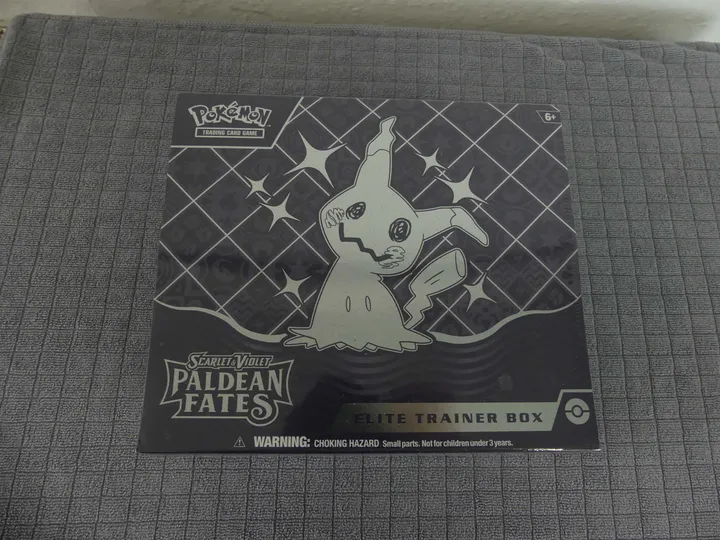 POKéMON
TRADING CARD GAME
6+
SCARLET & VIOLET
PALDEAN
FATES
ELITE TRAINER BOX
WARNING: CHOKING HAZARD Small parts. Not for children under 3 years.